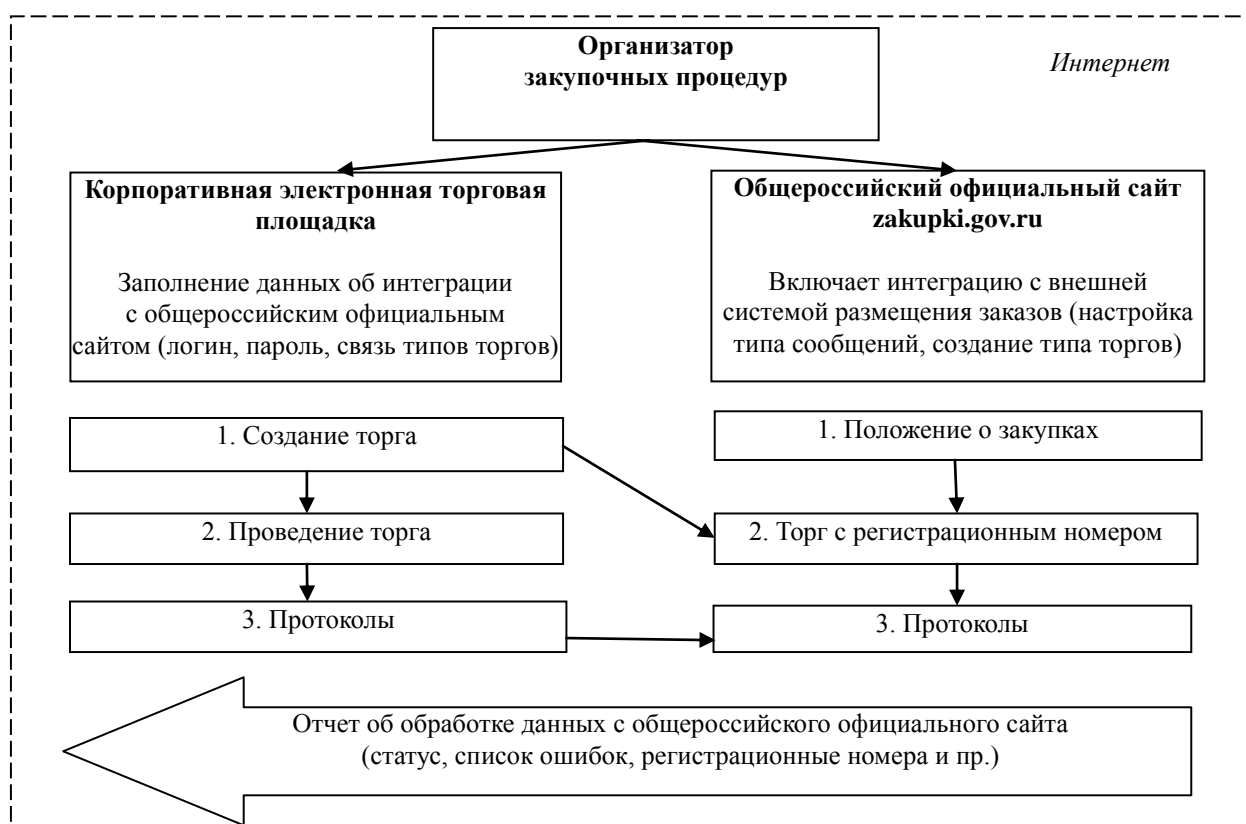 Организатор
закупочных процедур
Интернет
Корпоративная электронная торговая
площадка
Заполнение данных об интеграции
с общероссийским официальным
сайтом (логин, пароль, связь типов торгов)
Общероссийский официальный сайт
zakupki.gov.ru
Включает интеграцию с внешней
системой размещения заказов (настройка
типа сообщений, создание типа торгов)
1. Создание торга
1. Положение о закупках
2. Проведение торга
2. Торг с регистрационным номером
3. Протоколы
3. Протоколы
Отчет об обработке данных с общероссийского официального сайта
(статус, список ошибок, регистрационные номера и пр.)